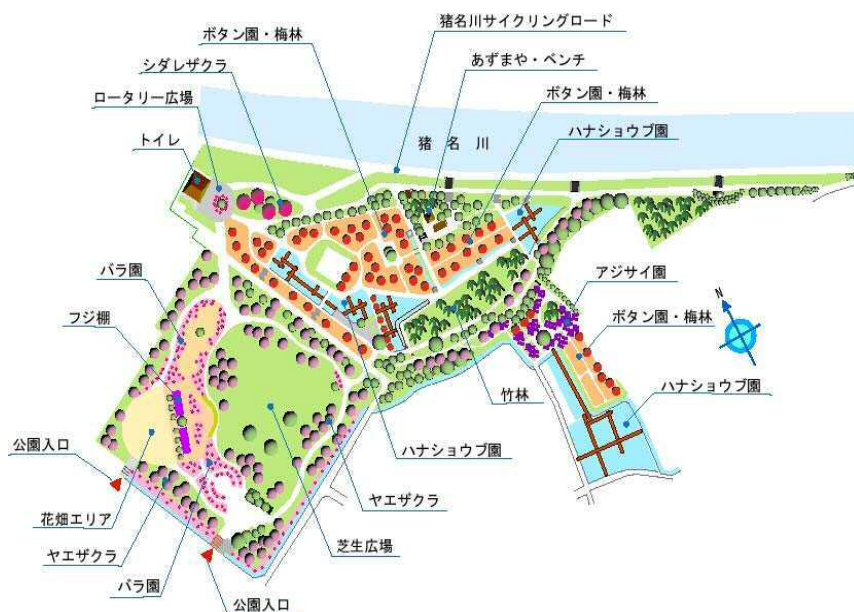 ボタン園・梅林
猪名川サイクリングロード
シダレザクラ
あずまや・ベンチ
ロータリー広場
ボタン園・梅林
トイレ
ハナショウブ園
猪名川
バラ園
アジサイ園
フジ棚
ボタン園・梅林
N
竹林
ハナショウブ園
公園入口
ハナショウブ園
ヤエザクラ
花畑エリア
芝生広場
ヤエザクラ
バラ園
公園入口